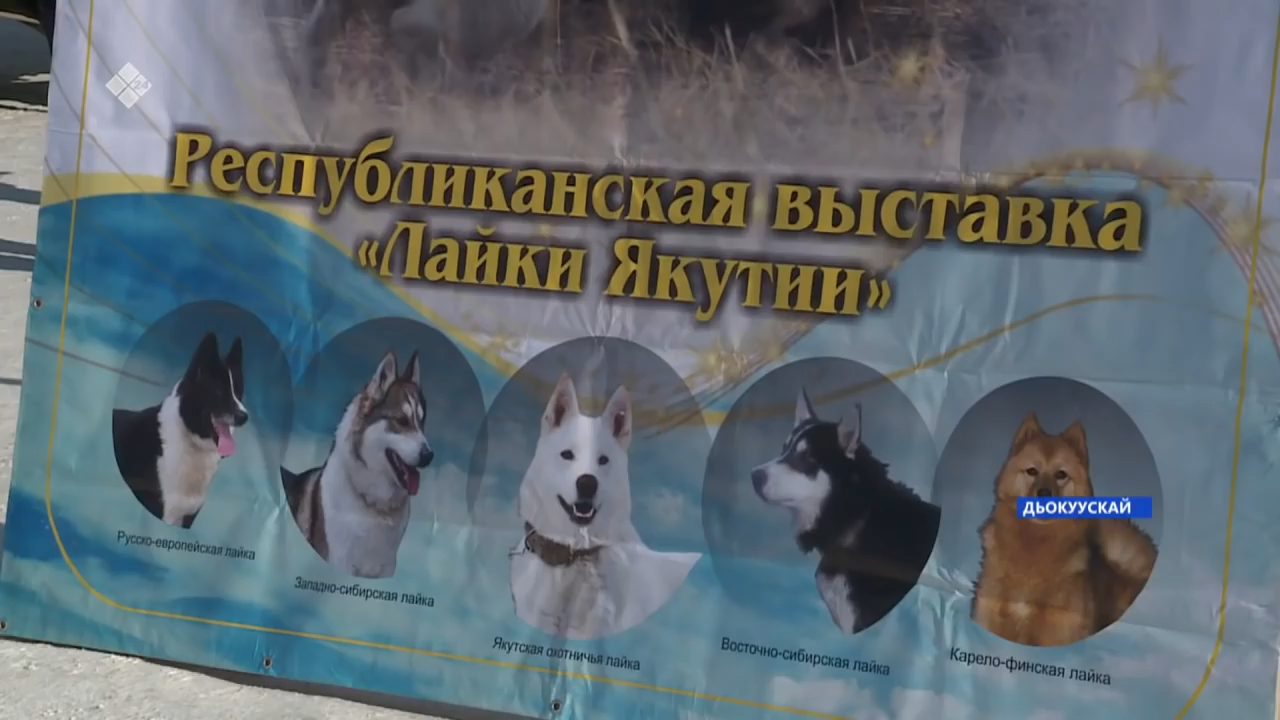 24
Республиканская выставка
«Лайки Якутии»
Русско-европейская лайка
Западно-сибирская лайка
Якутская охотничья лайка
Восточно-сибирская лайка
Карело-финская лайка
ДЬОКУУСКАЙ